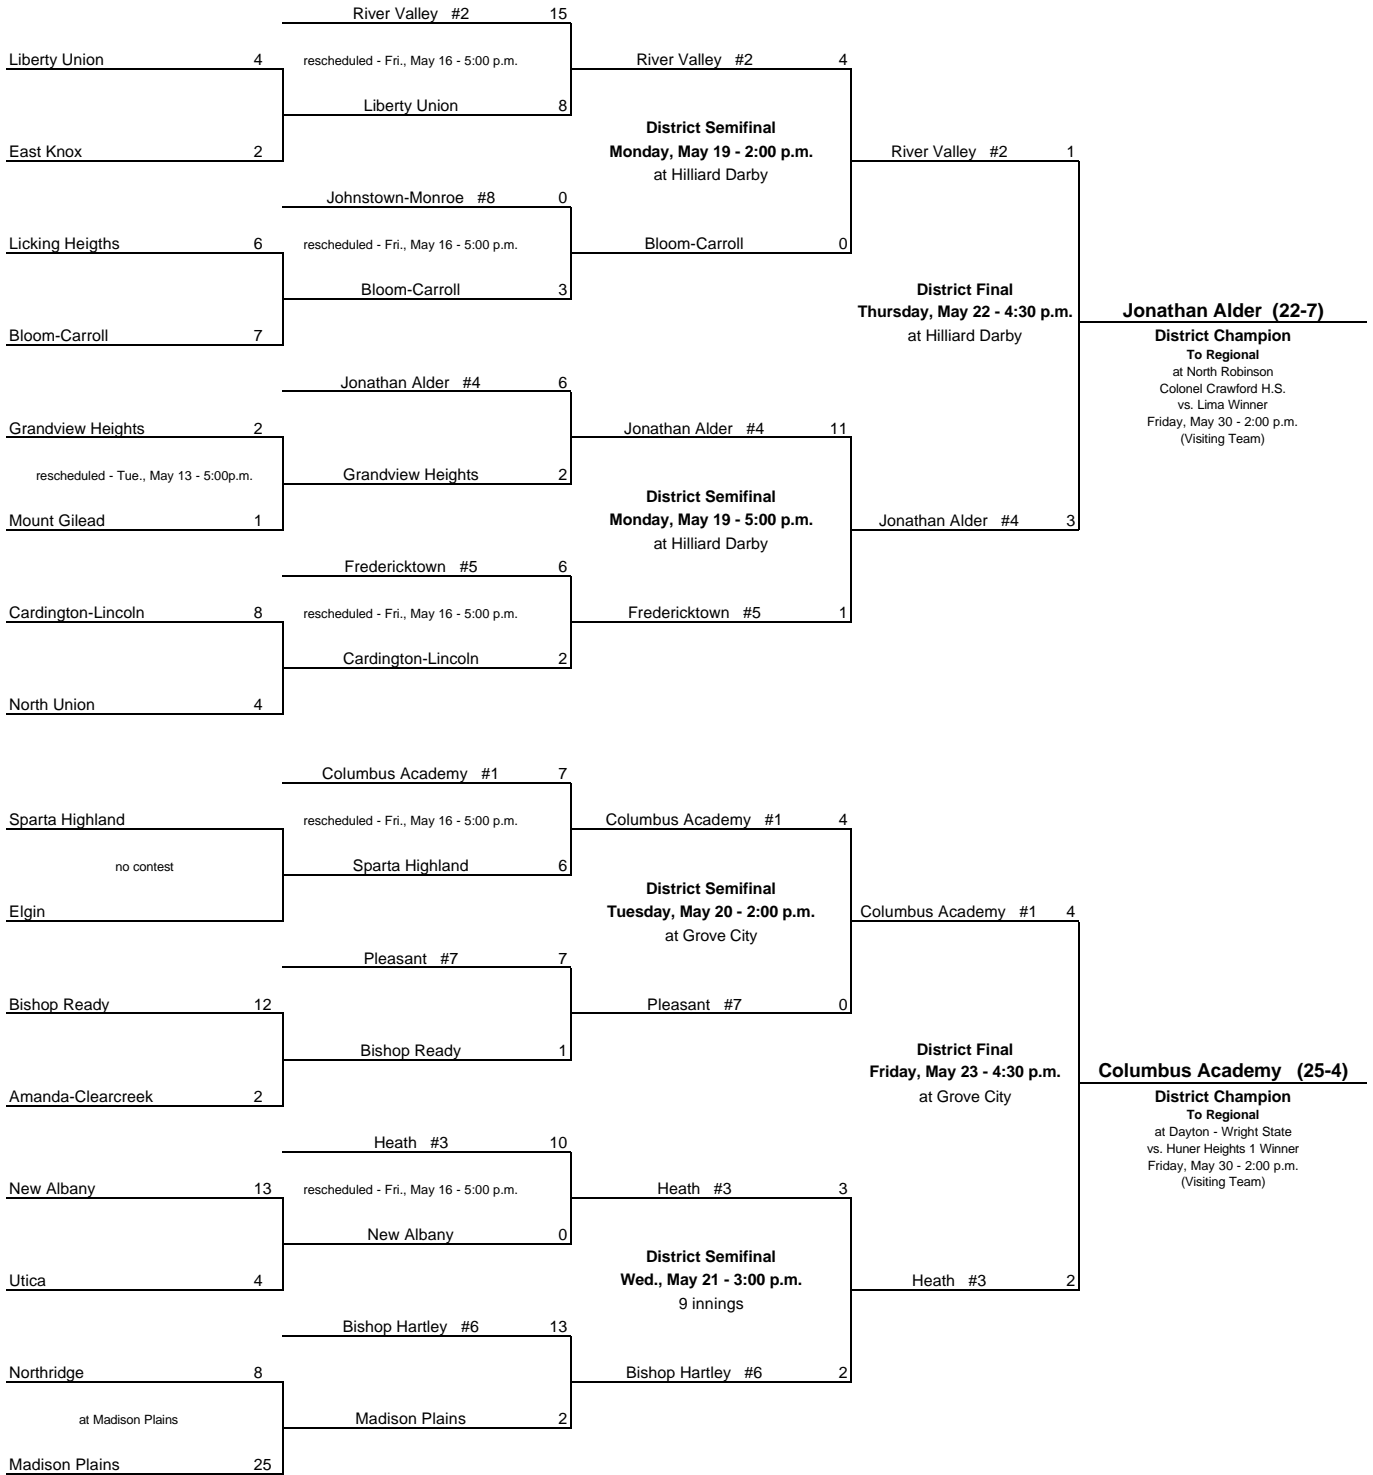 River Valley #2 15
Liberty Union 4
rescheduled - Fri., May 16 - 5:00 p.m.
River Valley #2 4
Liberty Union 8
District Semifinal
East Knox 2
Monday, May 19 - 2:00 p.m.
River Valley #2 1
at Hilliard Darby
Johnstown-Monroe #8 0
Licking Heigths 6
rescheduled - Fri., May 16 - 5:00 p.m.
Bloom-Carroll 0
Bloom-Carroll 3
District Final
Thursday, May 22 - 4:30 p.m.
Jonathan Alder (22-7)
Bloom-Carroll 7
at Hilliard Darby
District Champion
To Regional
at North Robinson
Colonel Crawford H.S.
vs. Lima Winner
Friday, May 30 - 2:00 p.m.
(Visiting Team)
Jonathan Alder #4 6
Grandview Heights 2
Jonathan Alder #4 11
rescheduled - Tue., May 13 - 5:00p.m.
Grandview Heights 2
District Semifinal
Mount Gilead 1
Monday, May 19 - 5:00 p.m.
Jonathan Alder #4 3
at Hilliard Darby
Fredericktown #5 6
Cardington-Lincoln 8
rescheduled - Fri., May 16 - 5:00 p.m.
Fredericktown #5 1
Cardington-Lincoln 2
North Union 4
Columbus Academy #1 7
Sparta Highland
rescheduled - Fri., May 16 - 5:00 p.m.
Columbus Academy #1 4
no contest
Sparta Highland 6
District Semifinal
Elgin
Tuesday, May 20 - 2:00 p.m.
Columbus Academy #1 4
at Grove City
Pleasant #7 7
Bishop Ready 12
Pleasant #7 0
Bishop Ready 1
District Final
Friday, May 23 - 4:30 p.m.
Columbus Academy (25-4)
Amanda-Clearcreek 2
at Grove City
District Champion
To Regional
at Dayton - Wright State
vs. Huner Heights 1 Winner
Friday, May 30 - 2:00 p.m.
(Visiting Team)
Heath #3 10
New Albany 13
rescheduled - Fri., May 16 - 5:00 p.m.
Heath #3 3
New Albany 0
District Semifinal
Utica 4
Wed., May 21 - 3:00 p.m.
Heath #3 2
9 innings
Bishop Hartley #6 13
Northridge 8
Bishop Hartley #6 2
at Madison Plains
Madison Plains 2
Madison Plains 25